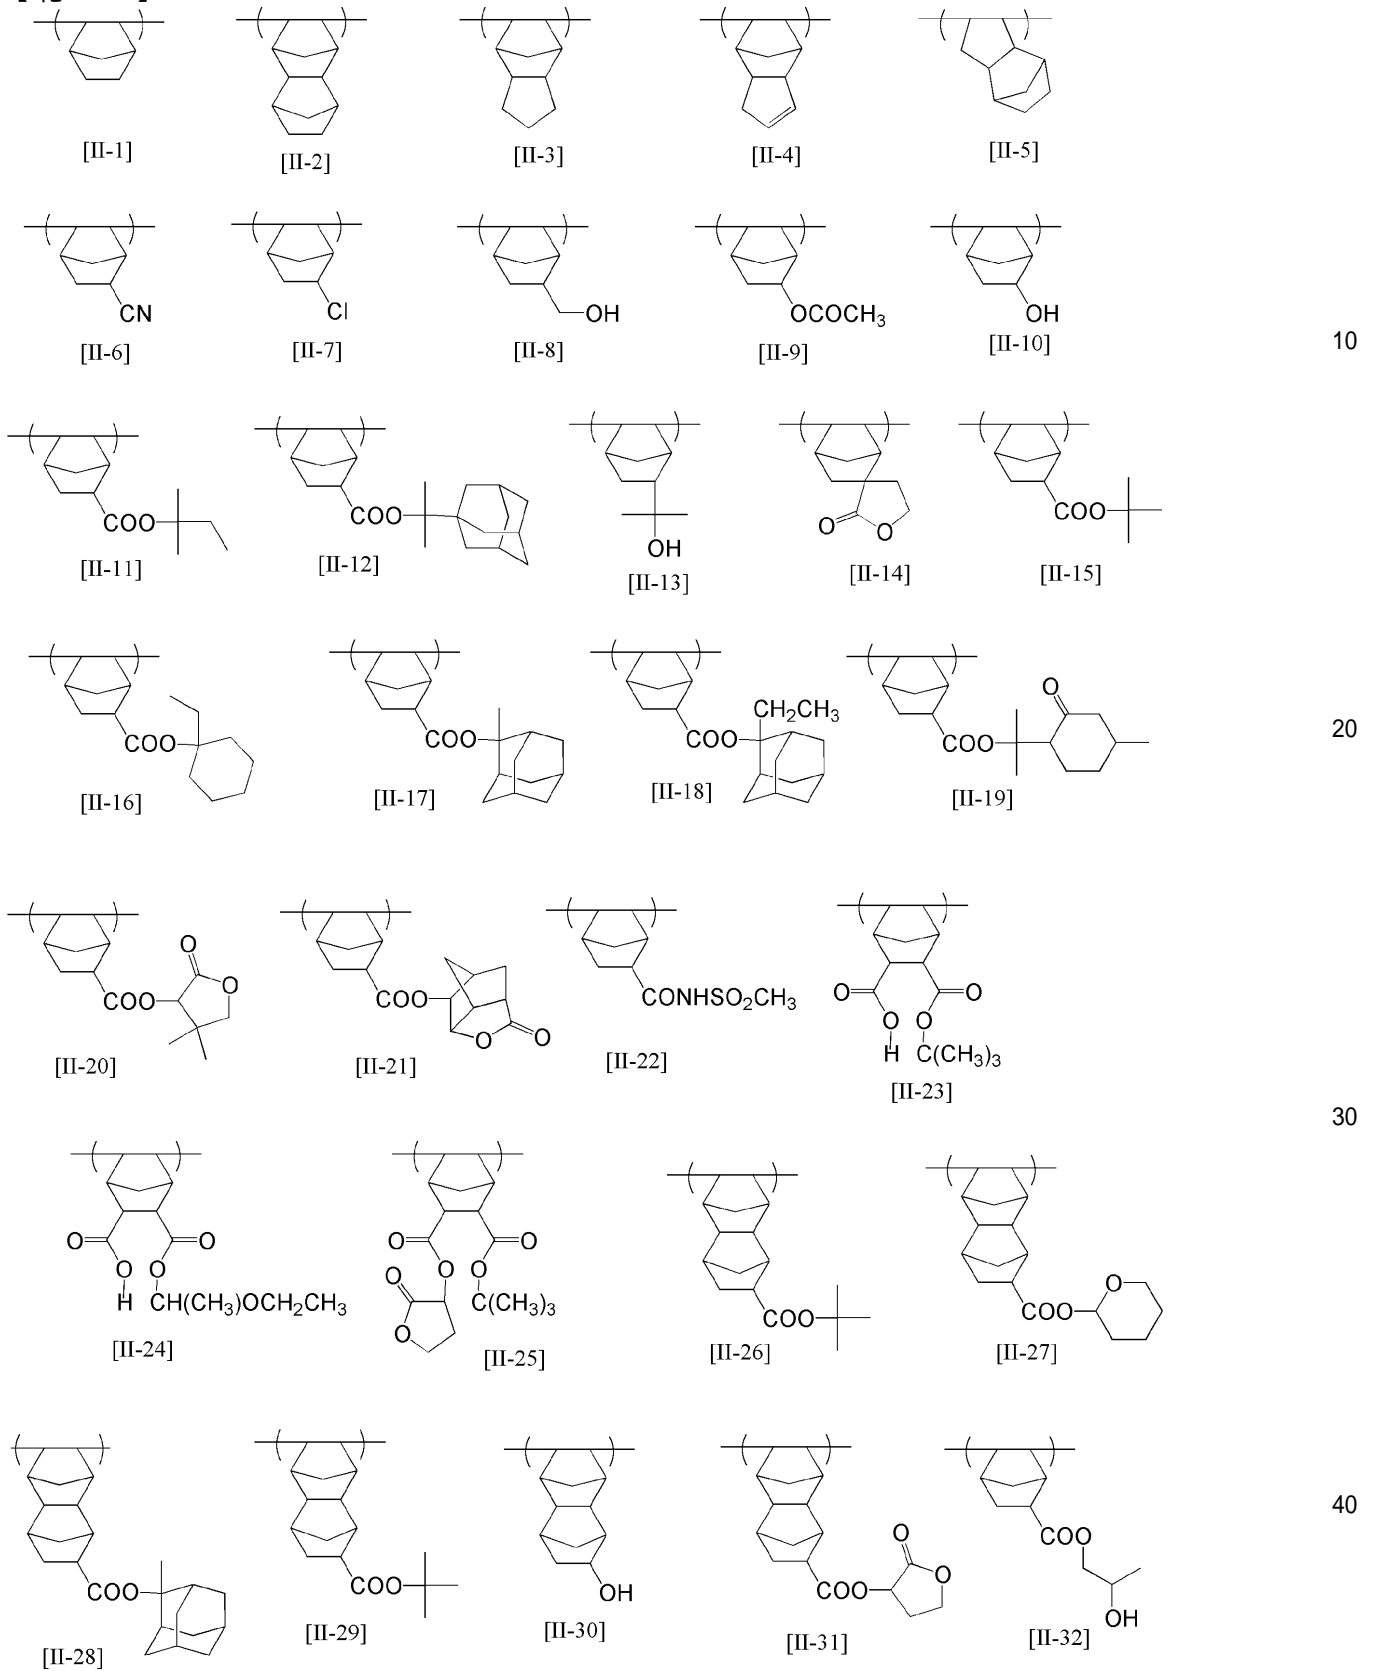 [II-1] [II-2] [II-3] [II-4] [II-5]
CN Cl OH OCOCH3 OH
[II-6] [II-7] [II-8] [II-9] [II-10]
10
COO COO OH O O COO
[II-11] [II-12] [II-13] [II-14] [II-15]
COO COO COO CH2CH3 COO O
20
[II-16] [II-17] [II-18] [II-19]
COO O O COO O O CONHSO2CH3 O O O O
H C(CH3)3
[II-20] [II-21] [II-22] [II-23]
30
O O O O
H CH(CH3)OCH2CH3
O O O O O O C(CH3)3
COO
COO O
[II-24] [II-25] [II-26] [II-27]
COO COO OH COO O O COO OH
40
[II-28] [II-29] [II-30] [II-31] [II-32]